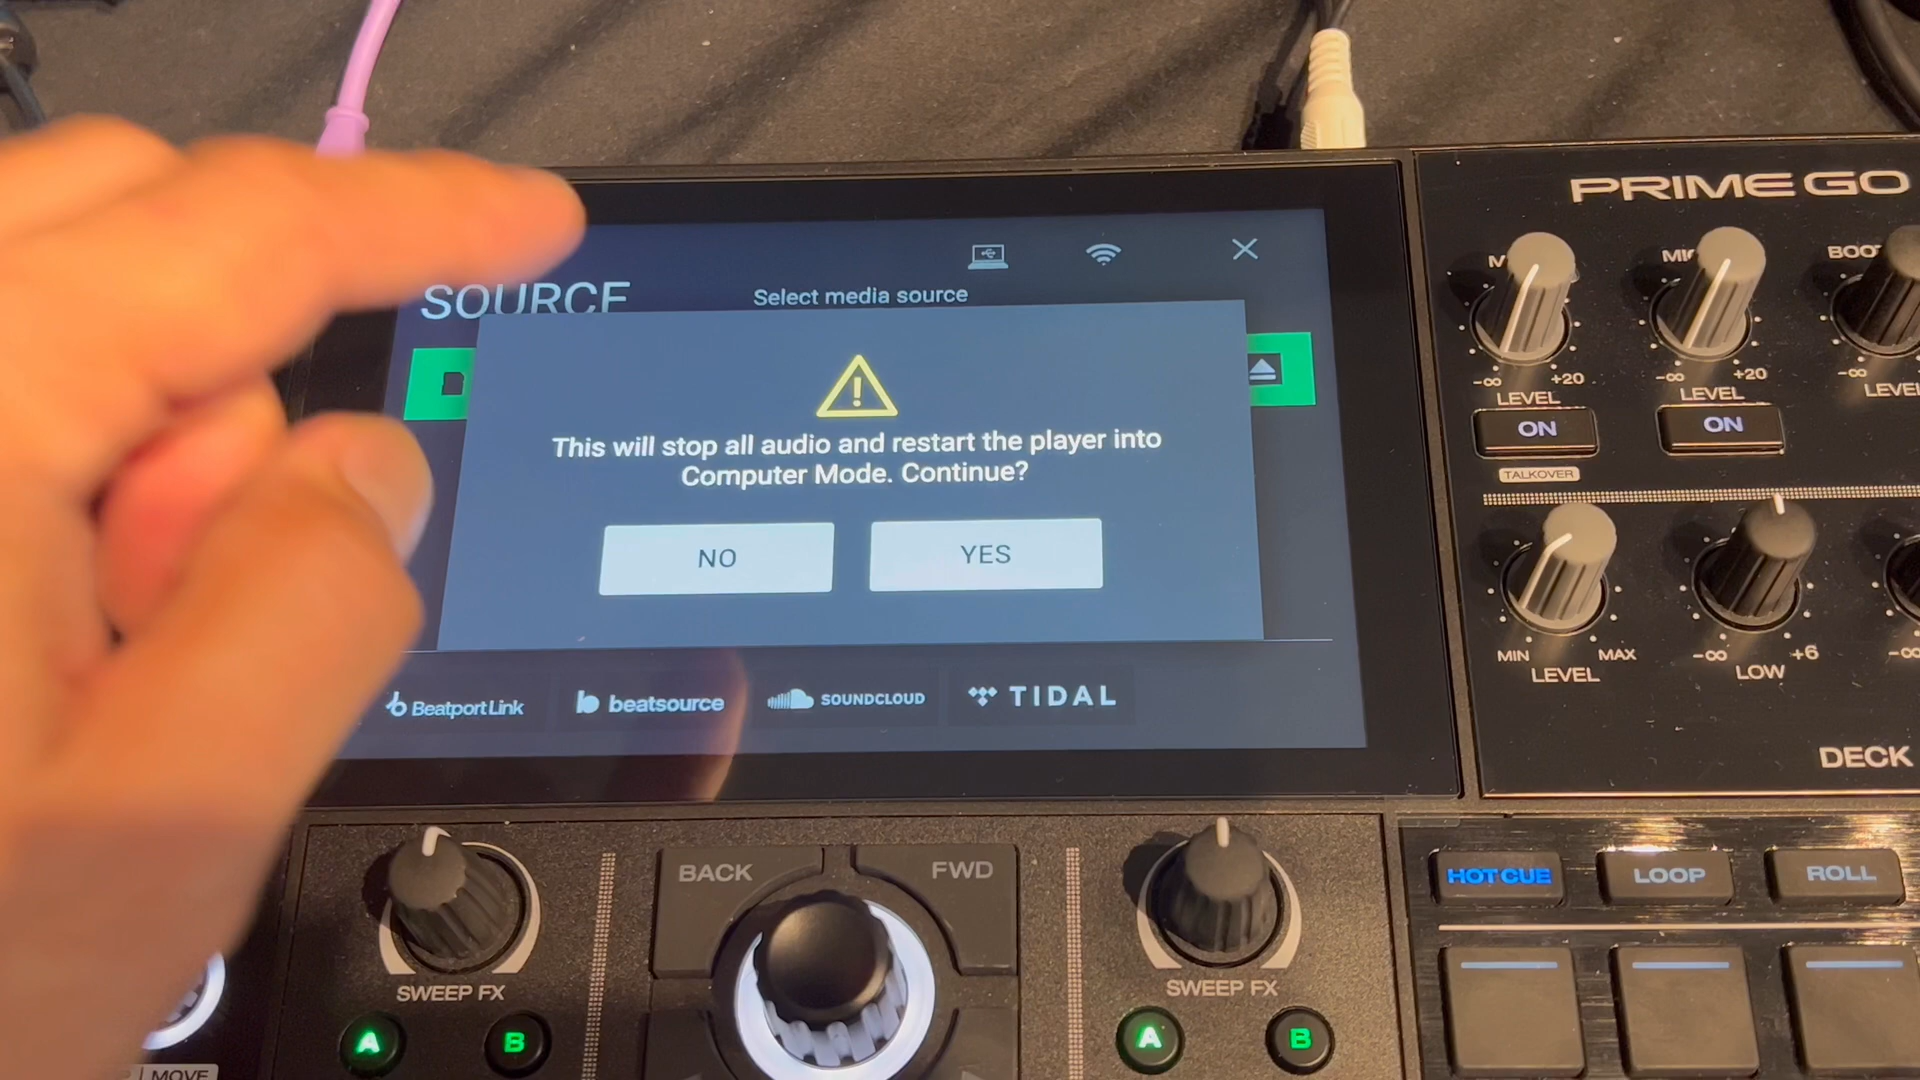 PRIME GO
SOURCE
Select media source
This will stop all audio and restart the player into
Computer Mode. Continue?
NO
YES
Beatport Link
beatsource
SOUNDCLOUD
TIDAL
-∞ +20
LEVEL
ON
TALKOVER
-∞ +20
LEVEL
ON
-∞
MIN MAX
LEVEL
-∞ +6
LOW
DECK
BACK
FWD
SWEEP FX
A
B
SWEEP FX
A
B
HOT CUE
LOOP
ROLL
MOVE